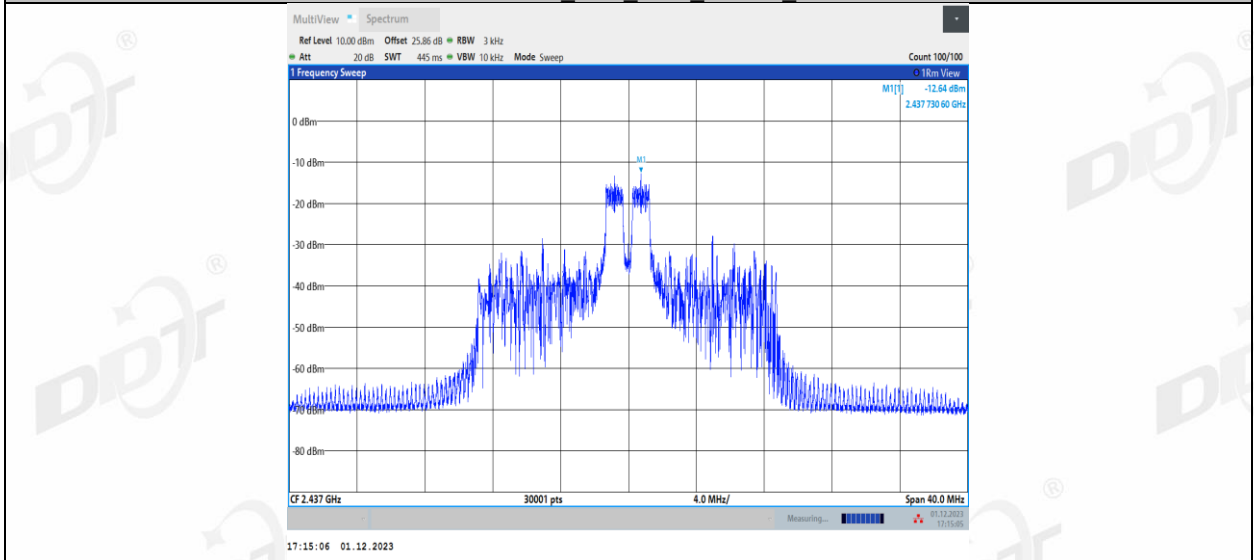 MultiView Spectrum
Ref Level 10.00 dBm Offset 25.86 dB RBW 3 kHz
Att 20 dB SWT 445 ms VBW 10 kHz Mode Sweep Count 100/100
1 Frequency Sweep 1Rm View
M1[1] -12.64 dBm
2.437 730 60 GHz
0 dBm
M1
-10 dBm
-20 dBm
-30 dBm
-40 dBm
-50 dBm
-60 dBm
-70 dBm
-80 dBm
CF 2.437 GHz 30001 pts 4.0 MHz/ Span 40.0 MHz
Measuring... 01.12.2023
17:15:05
17:15:06 01.12.2023
DDT ®
DDT ®
DDT
DDT
®